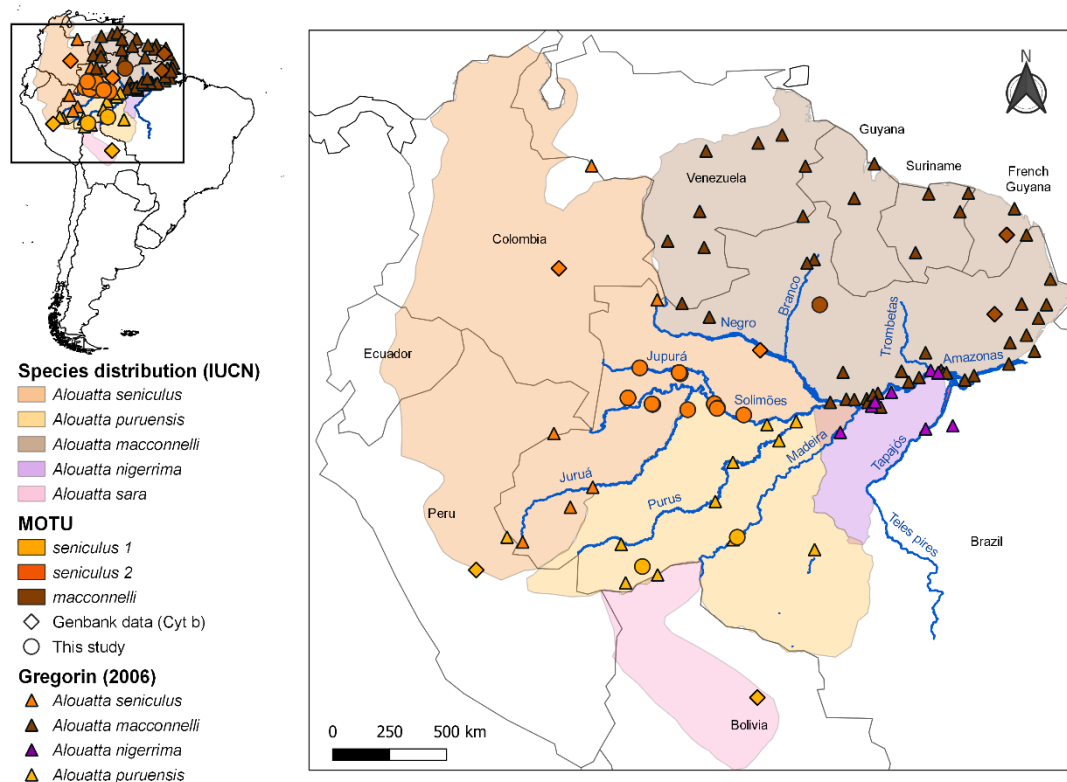 Species distribution (IUCN)
Alouatta seniculus
Alouatta puruensis
Alouatta macconnelli
Alouatta nigerrima
Alouatta sara
MOTU
seniculus 1
seniculus 2
macconnelli
Genbank data (Cyt b)
This study
Gregorin (2006)
Alouatta seniculus
Alouatta macconnelli
Alouatta nigerrima
Alouatta puruensis
N
Guyana
Suriname
French
Guyana
Venezuela
Colombia
Branco
Trombetas
Negro
Amazonas
Ecuador
Jupurá
Solimões
Madeira
Tapajós
Juruá
Purus
Peru
Teles pires
Brazil
Bolivia
0 250 500 km